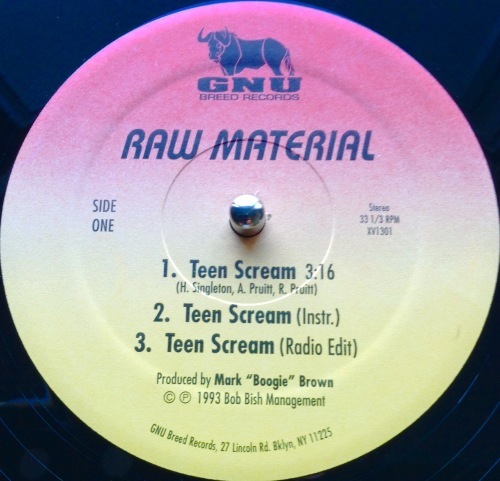 GNU
BREED RECORDS
RAW MATERIAL
SIDE
ONE
Stereo
33 1/3 RPM
XV1301
1. Teen Scream 3:16
(H. Singleton, A. Pruitt, R. Pruitt)
2. Teen Scream (Instr.)
3. Teen Scream (Radio Edit)
Produced by Mark "Boogie" Brown
© ℗ 1993 Bob Bish Management
GNU Breed Records, 27 Lincoln Rd. Bklyn, NY 11225